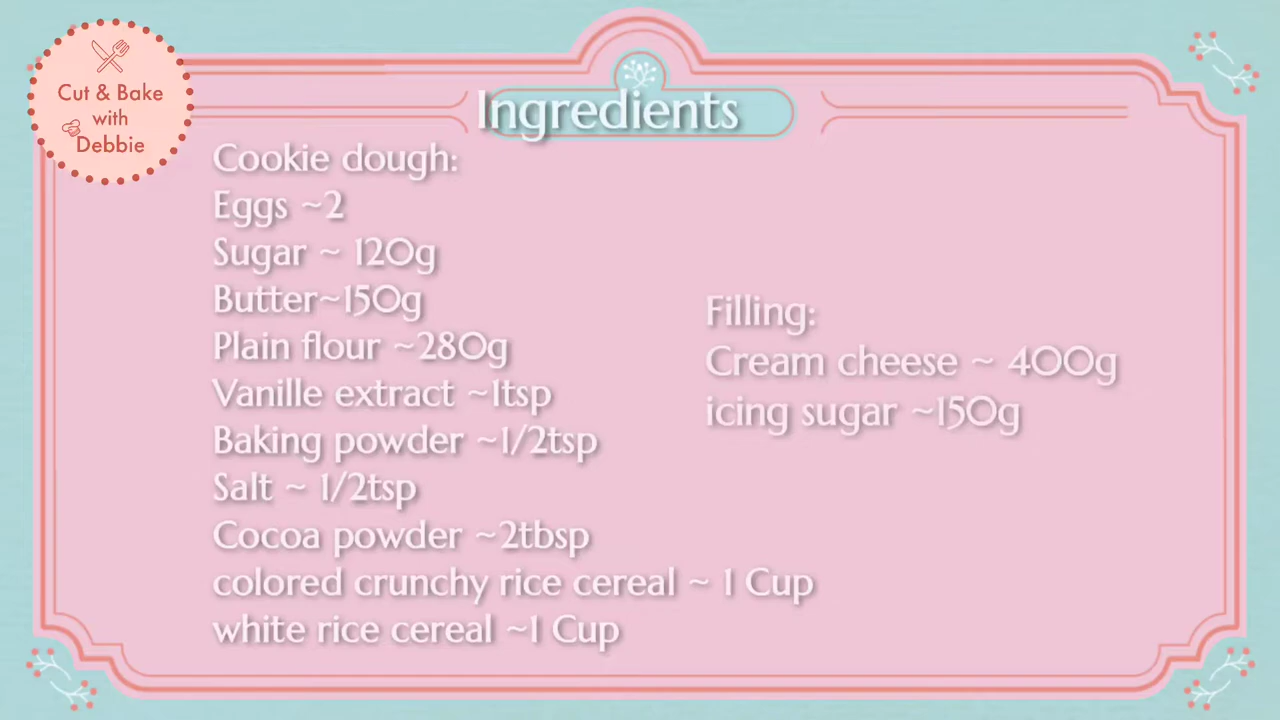 Cut & Bake
with
Debbie
Ingredients
Cookie dough:
Eggs ~2
Sugar ~ 120g
Butter~150g
Plain flour ~280g
Vanille extract ~1tsp
Baking powder ~1/2tsp
Salt ~ 1/2tsp
Cocoa powder ~2tbsp
colored crunchy rice cereal ~ 1 Cup
white rice cereal ~1 Cup
Filling:
Cream cheese ~ 400g
icing sugar ~150g